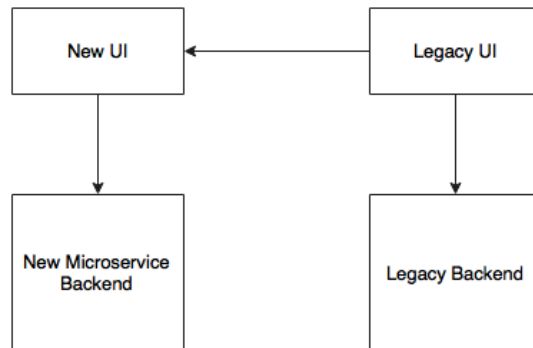 New UI
Legacy UI
New Microservice
Backend
Legacy Backend